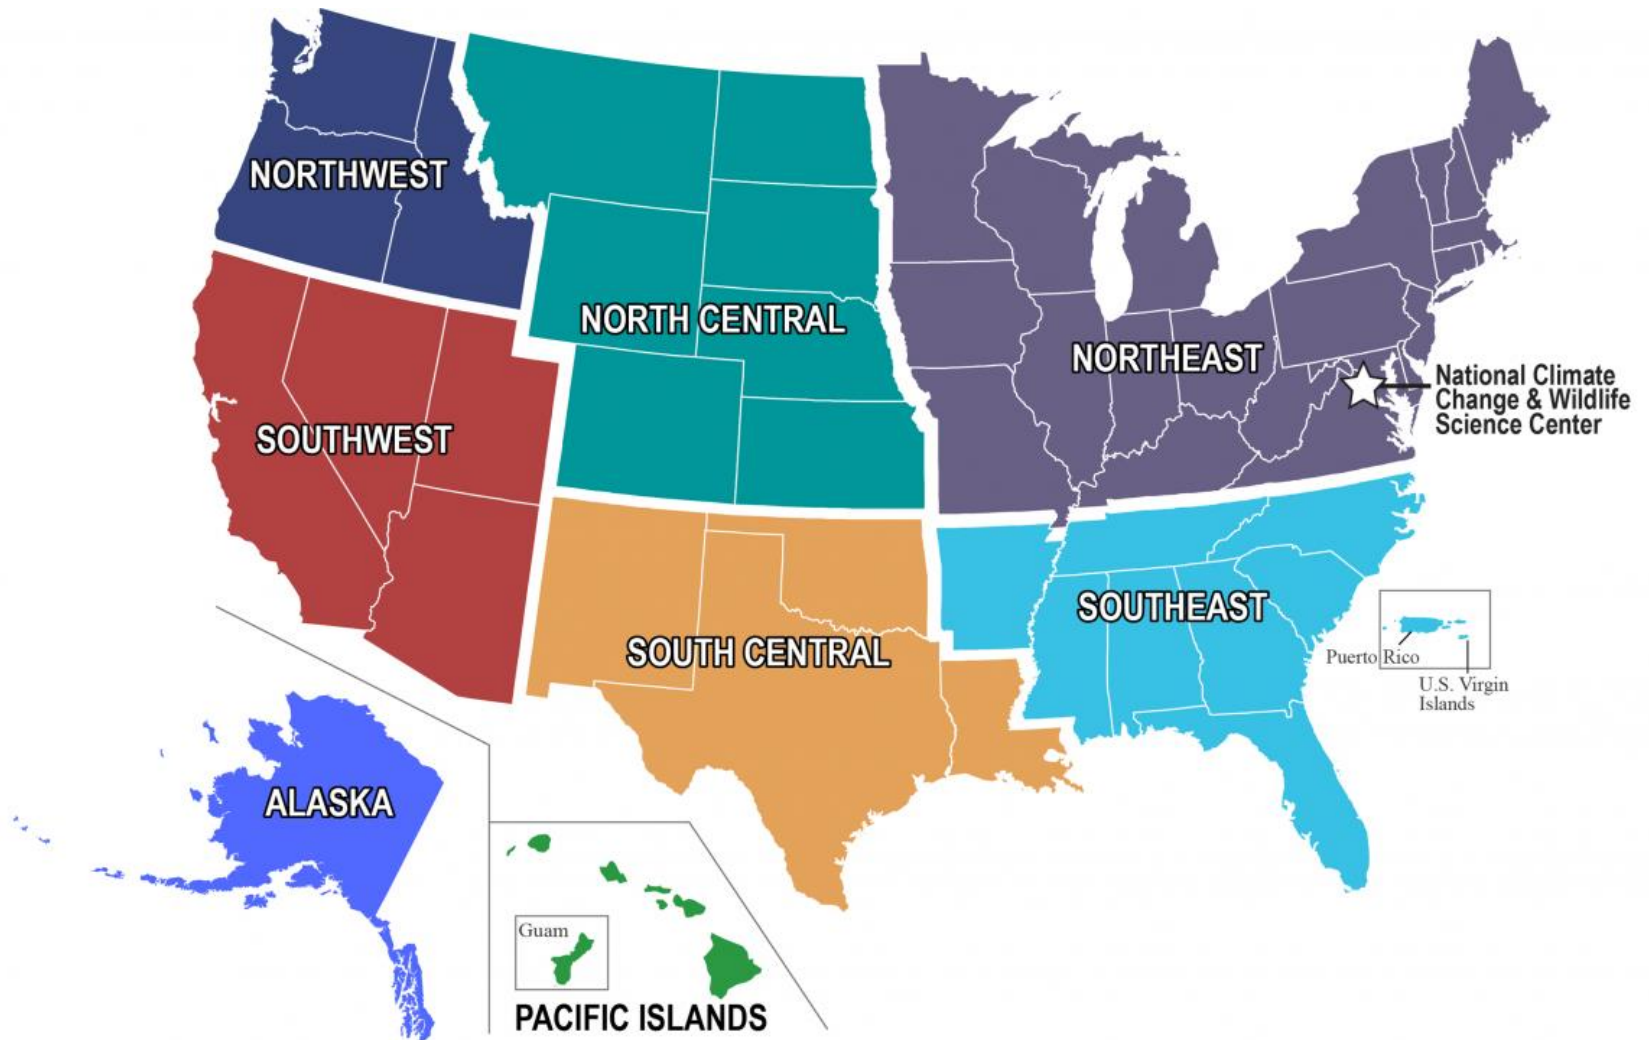 NORTHWEST
NORTH CENTRAL
NORTHEAST
National Climate
Change & Wildlife
Science Center
SOUTHWEST
SOUTHEAST
SOUTH CENTRAL
Puerto Rico
U.S. Virgin
Islands
ALASKA
Guam
PACIFIC ISLANDS